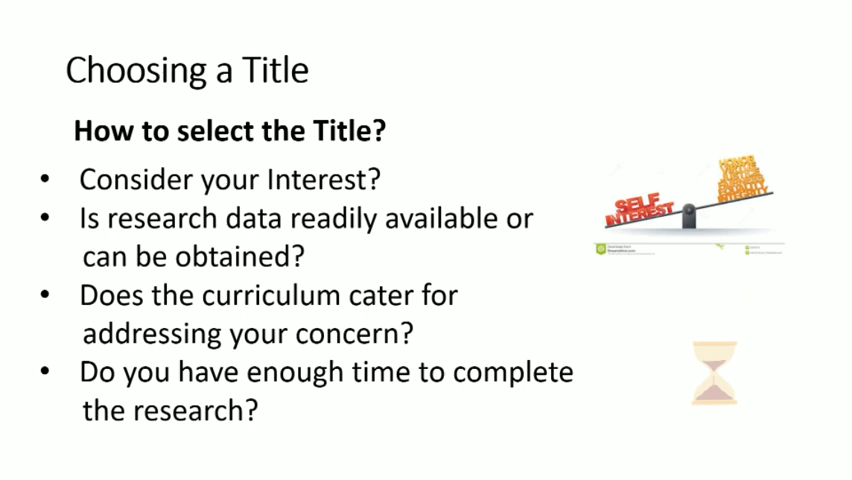 Choosing a Title
How to select the Title?
• Consider your Interest?
• Is research data readily available or
can be obtained?
• Does the curriculum cater for
addressing your concern?
• Do you have enough time to complete
the research?
SELF
INTEREST
HONOR
INTEGRITY